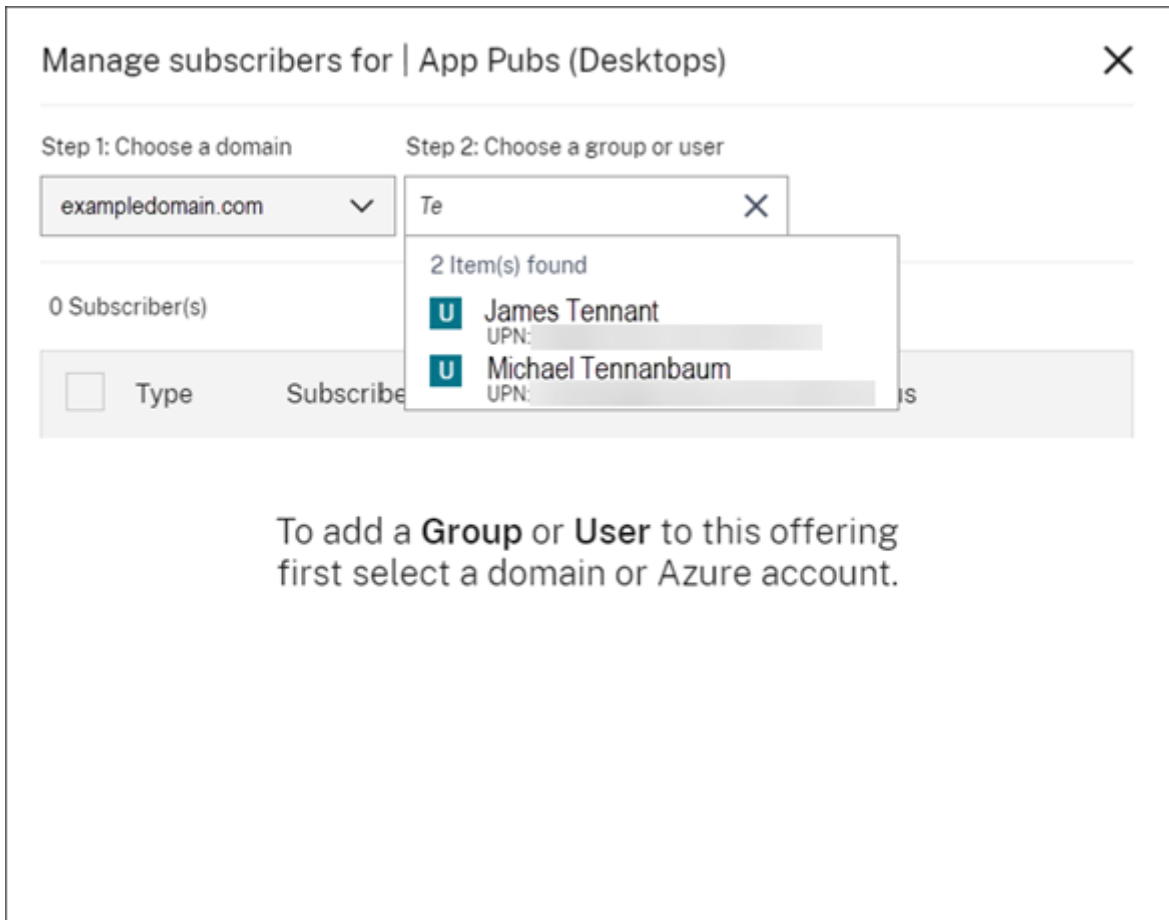 Manage subscribers for | App Pubs (Desktops)
Step 1: Choose a domain
Step 2: Choose a group or user
exampledomain.com
Te
2 Item(s) found
U James Tennant
UPN:
U Michael Tennanbaum
UPN:
0 Subscriber(s)
Type
To add a Group or User to this offering
first select a domain or Azure account.